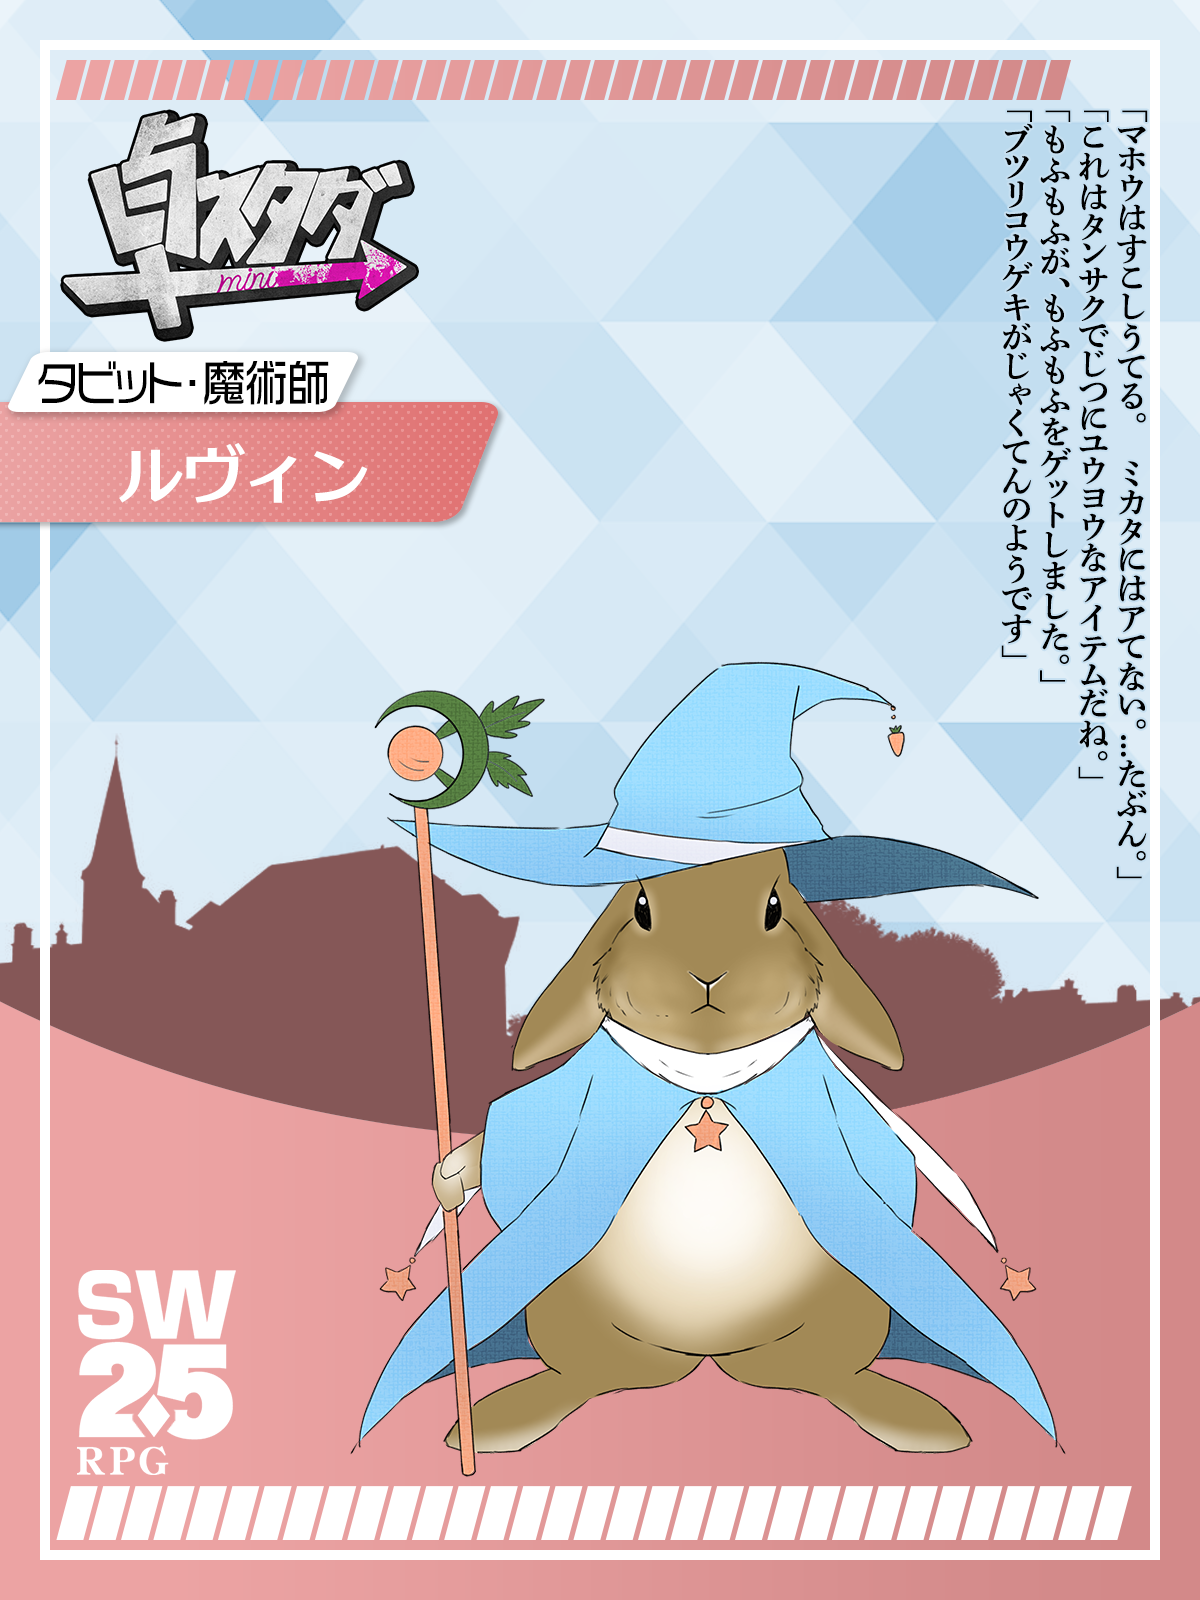 卓スタダ
mini
タビット・魔術師
ルヴィン
「マホウはすこしうてる。　ミカタにはアてない。…たぶん。」
「これはタンサクでじつにユウヨウなアイテムだね。」
「もふもふが、もふもふをゲットしました。」
「ブツリコウゲキがじゃくてんのようです」
SW
2.5
RPG